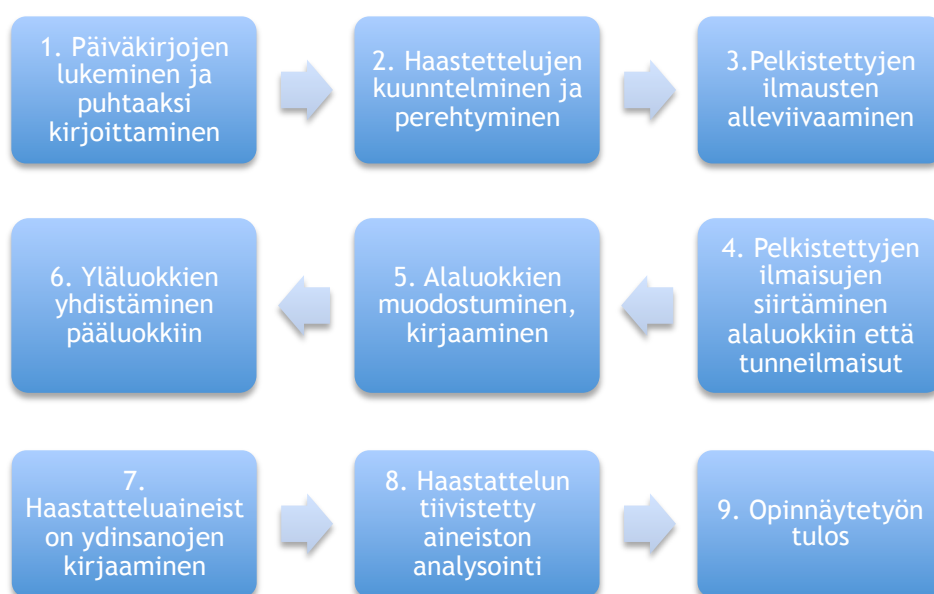 1. Päiväkirjojen
lukeminen ja
puhtaaksi
kirjoittaminen
2. Haastettelujen
kuunntelminen ja
perehtyminen
3.Pelkistettyjen
ilmausten
alleviivaaminen
6. Yläluokkien
yhdistäminen
pääluokkiin
5. Alaluokkien
muodostuminen,
kirjaaminen
4. Pelkistettyjen
ilmaisujen
siirtäminen
alaluokkiin että
tunneilmaisut
7.
Haastatteluaineist
on ydinsanojen
kirjaaminen
8. Haastattelun
tiivistetty
aineiston
analysointi
9. Opinnäytetyön
tulos